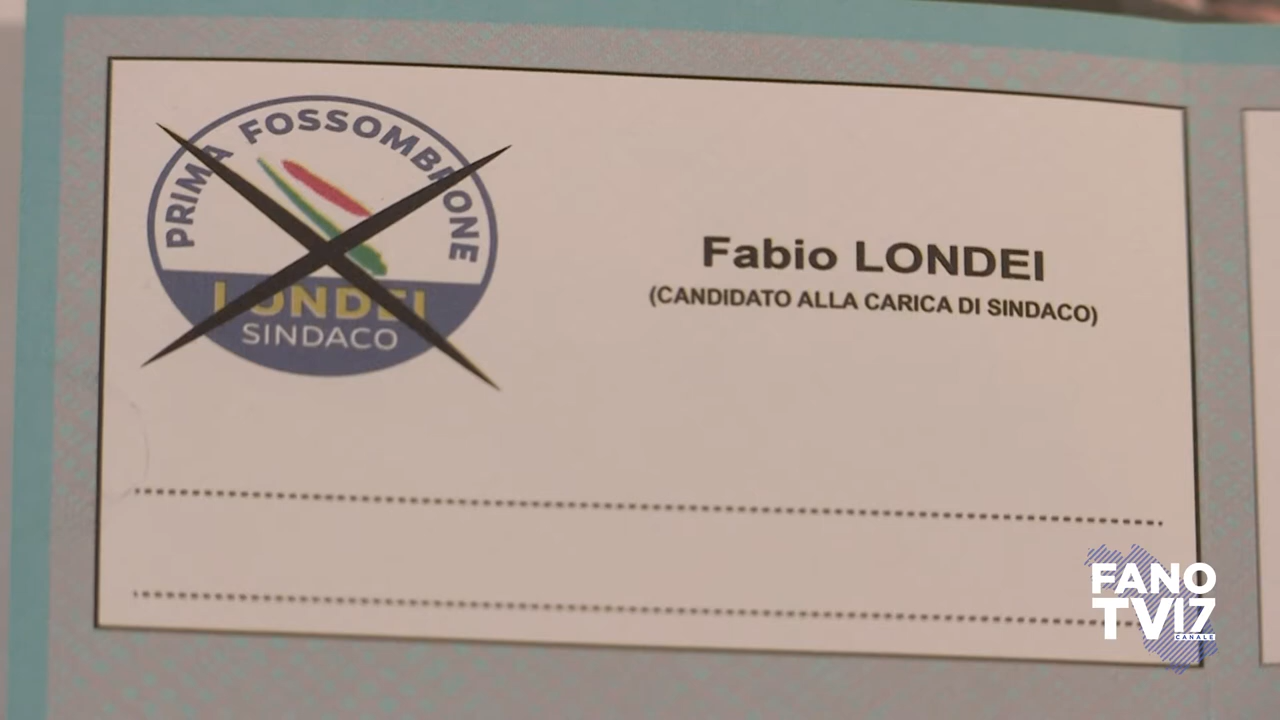 PRIMA FOSSOMBRONE
LONDEI
SINDACO
Fabio LONDEI
(CANDIDATO ALLA CARICA DI SINDACO)
FANO
TV17
CANALE